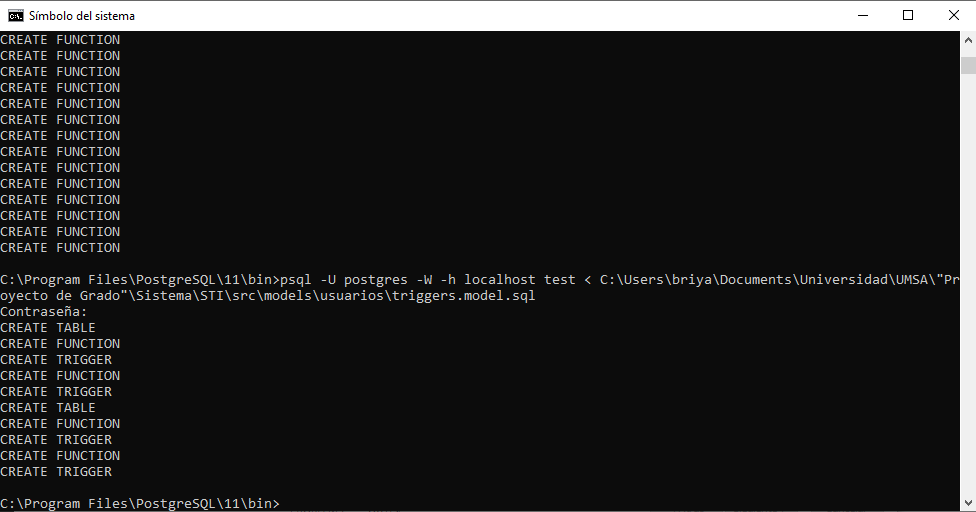 Símbolo del sistema
CREATE FUNCTION
CREATE FUNCTION
CREATE FUNCTION
CREATE FUNCTION
CREATE FUNCTION
CREATE FUNCTION
CREATE FUNCTION
CREATE FUNCTION
CREATE FUNCTION
CREATE FUNCTION
CREATE FUNCTION
CREATE FUNCTION
CREATE FUNCTION
CREATE FUNCTION
C:\Program Files\PostgreSQL\11\bin>psql -U postgres -W -h localhost test < C:\Users\briya\Documents\Universidad\UMSA\"Pr
oyecto de Grado"\Sistema\STI\src\models\usuarios\triggers.model.sql
Contraseña:
CREATE TABLE
CREATE FUNCTION
CREATE TRIGGER
CREATE FUNCTION
CREATE TRIGGER
CREATE TABLE
CREATE FUNCTION
CREATE TRIGGER
CREATE FUNCTION
CREATE TRIGGER
C:\Program Files\PostgreSQL\11\bin>